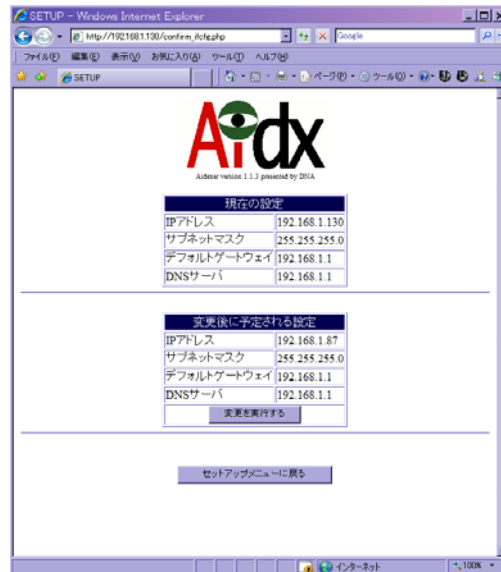 SETUP - Windows Internet Explorer
http://192.168.1.130/confirm_ifcfg.php
Google
ファイル(F) 編集(E) 表示(V) お気に入り(A) ツール(T) ヘルプ(H)
SETUP
ページ(P) ツール(O)
Aidx
Aidener version 1.1.3 presented by DNA
現在の設定
IPアドレス 192.168.1.130
サブネットマスク 255.255.255.0
デフォルトゲートウェイ 192.168.1.1
DNSサーバ 192.168.1.1
変更後に予定される設定
IPアドレス 192.168.1.87
サブネットマスク 255.255.255.0
デフォルトゲートウェイ 192.168.1.1
DNSサーバ 192.168.1.1
変更を実行する
セットアップメニューに戻る
インターネット 100%